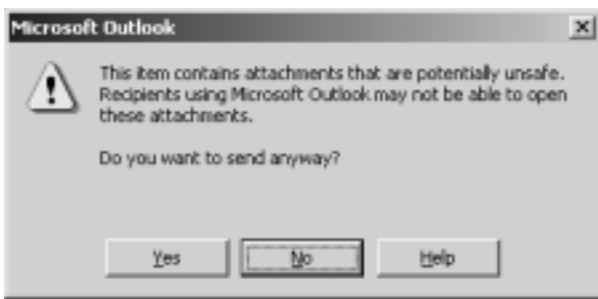 Microsoft Outlook
This item contains attachments that are potentially unsafe.
Recipients using Microsoft Outlook may not be able to open
these attachments.
Do you want to send anyway?
Yes
No
Help